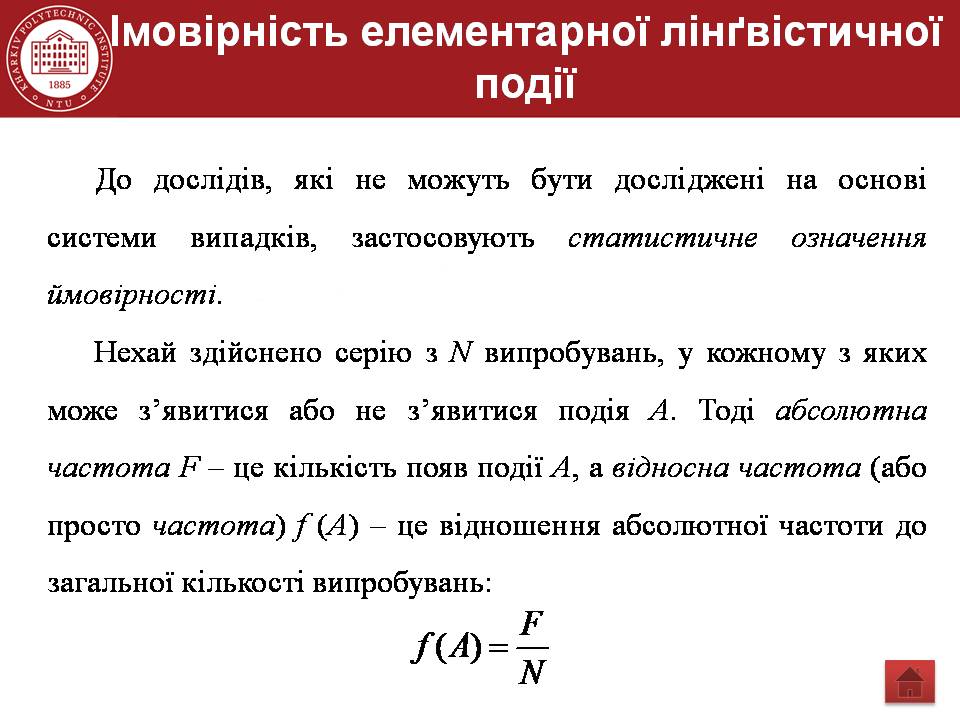 Імовірність елементарної лінґвістичної
події
KHARKIV POLYTECHNIC INSTITUTE
1885
NTU
До дослідів, які не можуть бути досліджені на основі
системи випадків, застосовують статистичне означення
ймовірності.
Нехай здійснено серію з N випробувань, у кожному з яких
може з’явитися або не з’явитися подія A. Тоді абсолютна
частота F – це кількість появ події A, а відносна частота (або
просто частота) f (A) – це відношення абсолютної частоти до
загальної кількості випробувань:
f(A) = F/N